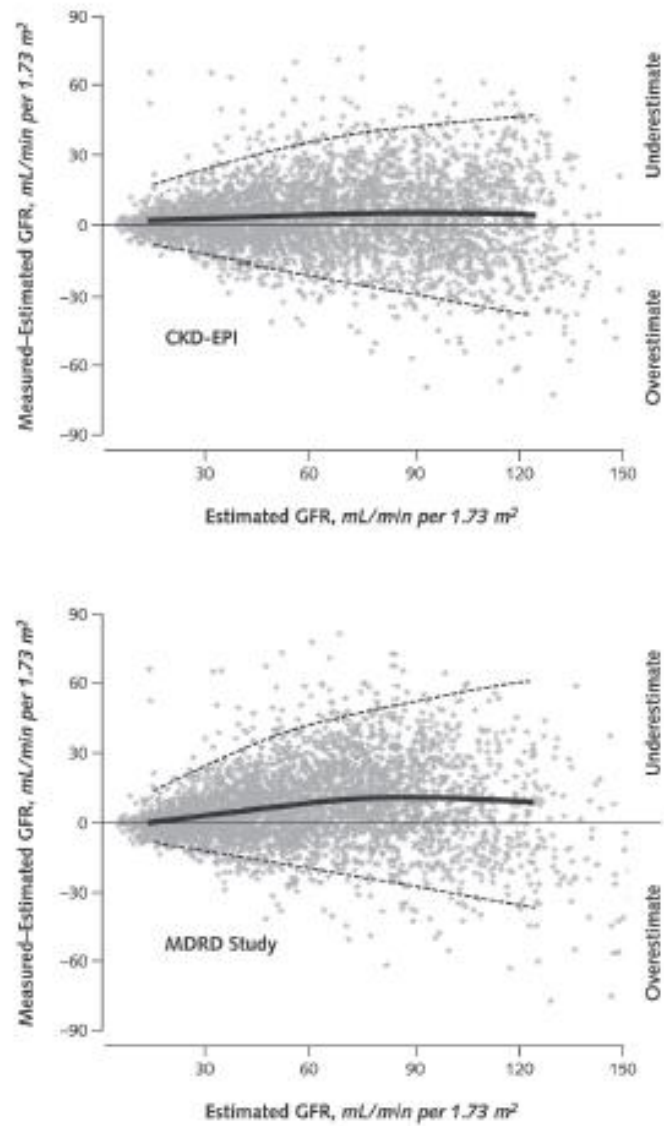 Measured–Estimated GFR, mL/min per 1.73 m²
90
60
30
0
–30
–60
–90
Underestimate
Overestimate
CKD-EPI
30 60 90 120 150
Estimated GFR, mL/min per 1.73 m²
Measured–Estimated GFR, mL/min per 1.73 m²
90
60
30
0
–30
–60
–90
Underestimate
Overestimate
MDRD Study
30 60 90 120 150
Estimated GFR, mL/min per 1.73 m²